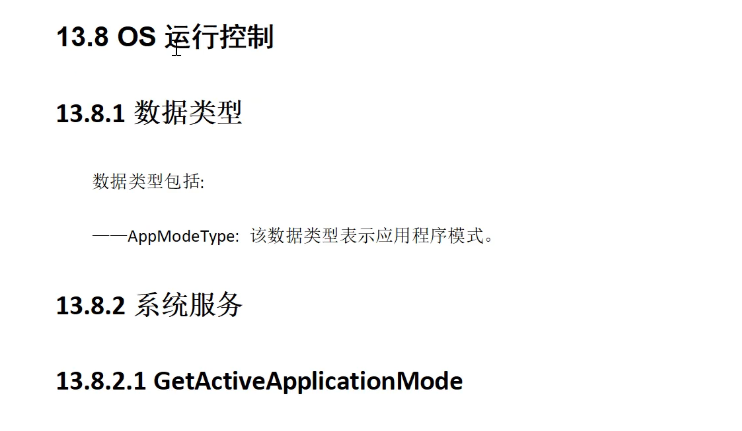 13.8 OS 运行控制
13.8.1 数据类型
数据类型包括:
——AppModeType: 该数据类型表示应用程序模式。
13.8.2 系统服务
13.8.2.1 GetActiveApplicationMode